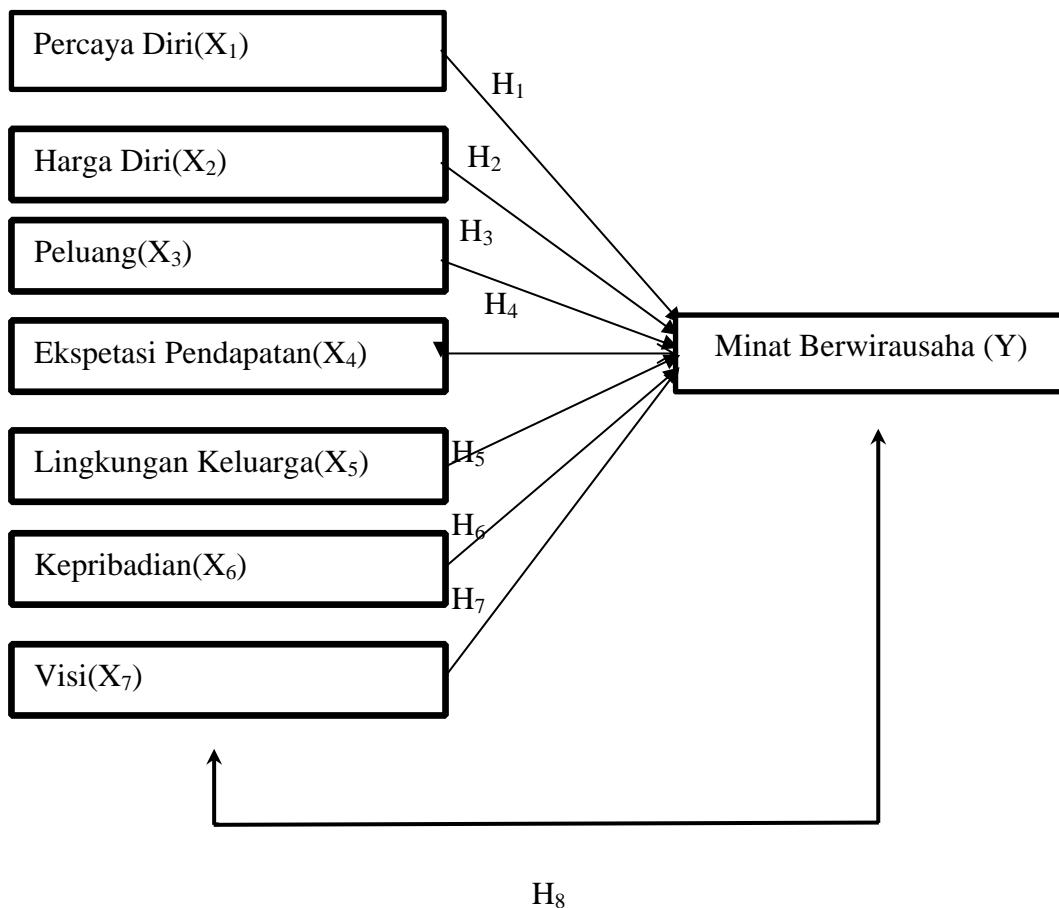 Percaya Diri(X₁)
H₁
Harga Diri(X₂)
H₂
Peluang(X₃)
H₃
H₄
Ekspetasi Pendapatan(X₄)
Minat Berwirausaha (Y)
Lingkungan Keluarga(X₅)
H₅
Kepribadian(X₆)
H₆
H₇
Visi(X₇)
H₈